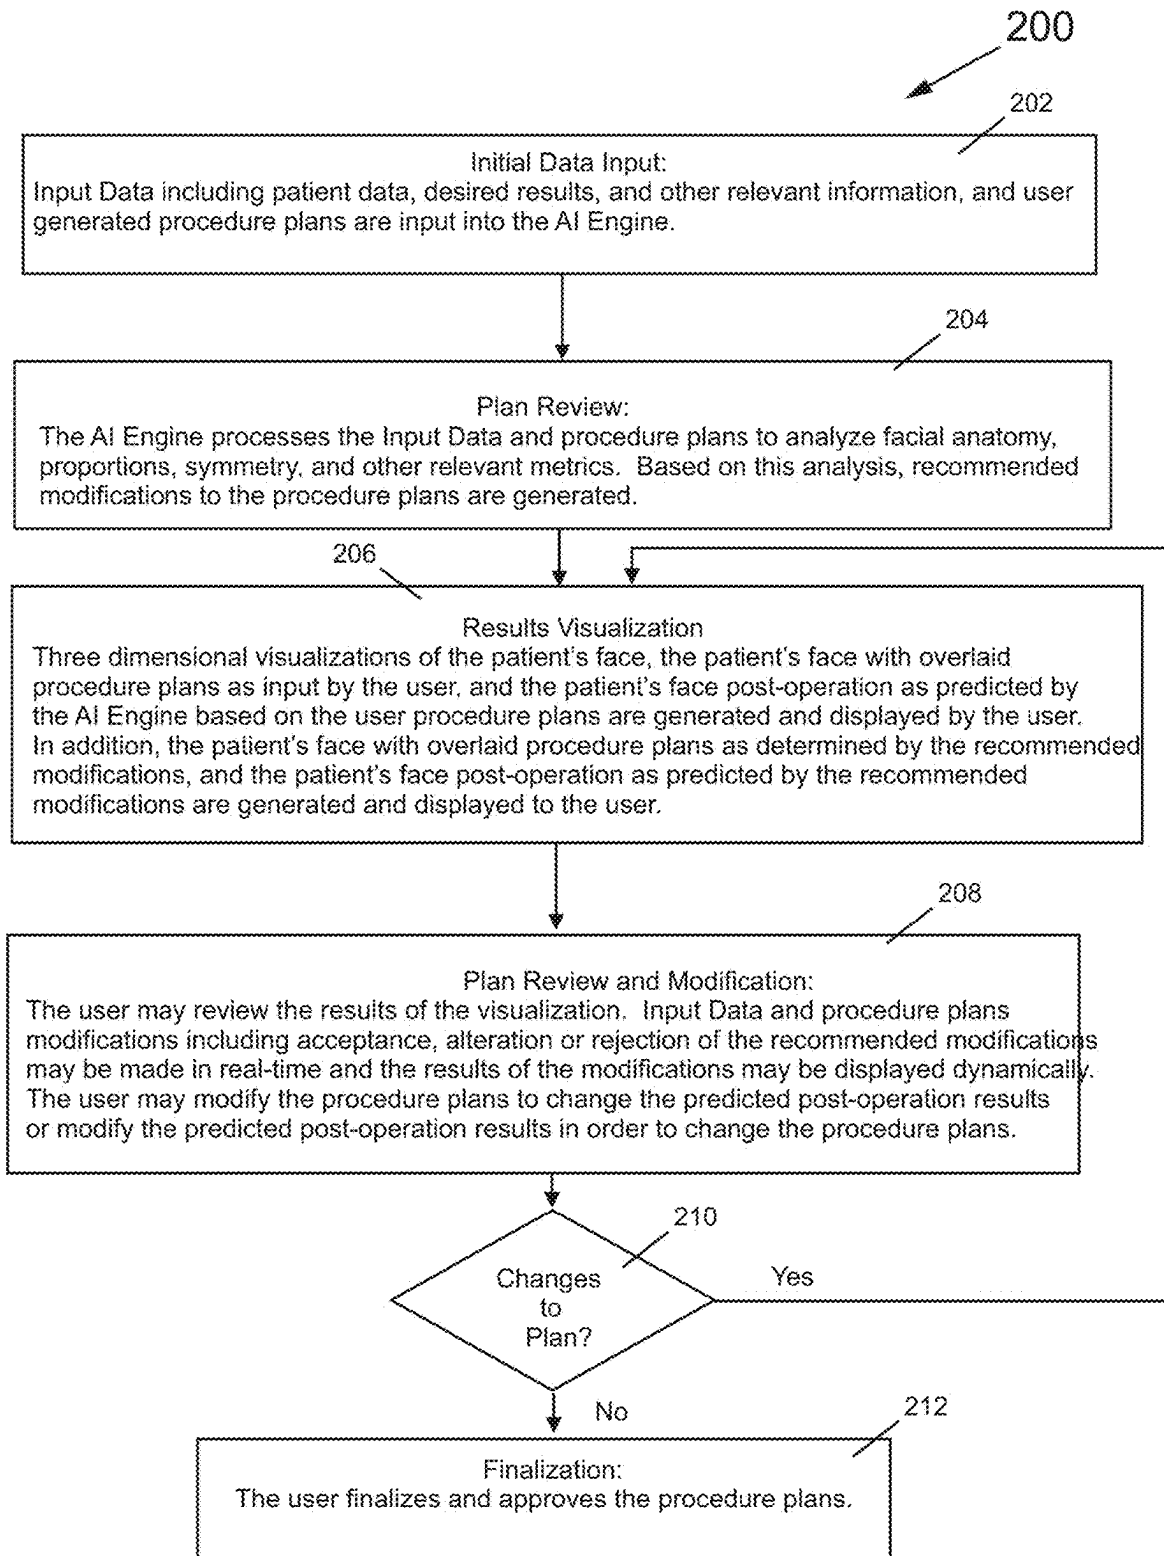 200
202
Initial Data Input:
Input Data including patient data, desired results, and other relevant information, and user
generated procedure plans are input into the AI Engine.
204
Plan Review:
The AI Engine processes the Input Data and procedure plans to analyze facial anatomy,
proportions, symmetry, and other relevant metrics. Based on this analysis, recommended
modifications to the procedure plans are generated.
206
Results Visualization
Three dimensional visualizations of the patient's face, the patient's face with overlaid
procedure plans as input by the user, and the patient's face post-operation as predicted by
the AI Engine based on the user procedure plans are generated and displayed by the user.
In addition, the patient's face with overlaid procedure plans as determined by the recommended
modifications, and the patient's face post-operation as predicted by the recommended
modifications are generated and displayed to the user.
208
Plan Review and Modification:
The user may review the results of the visualization. Input Data and procedure plans
modifications including acceptance, alteration or rejection of the recommended modifications
may be made in real-time and the results of the modifications may be displayed dynamically.
The user may modify the procedure plans to change the predicted post-operation results
or modify the predicted post-operation results in order to change the procedure plans.
210
Changes
to
Plan?
Yes
No
212
Finalization:
The user finalizes and approves the procedure plans.